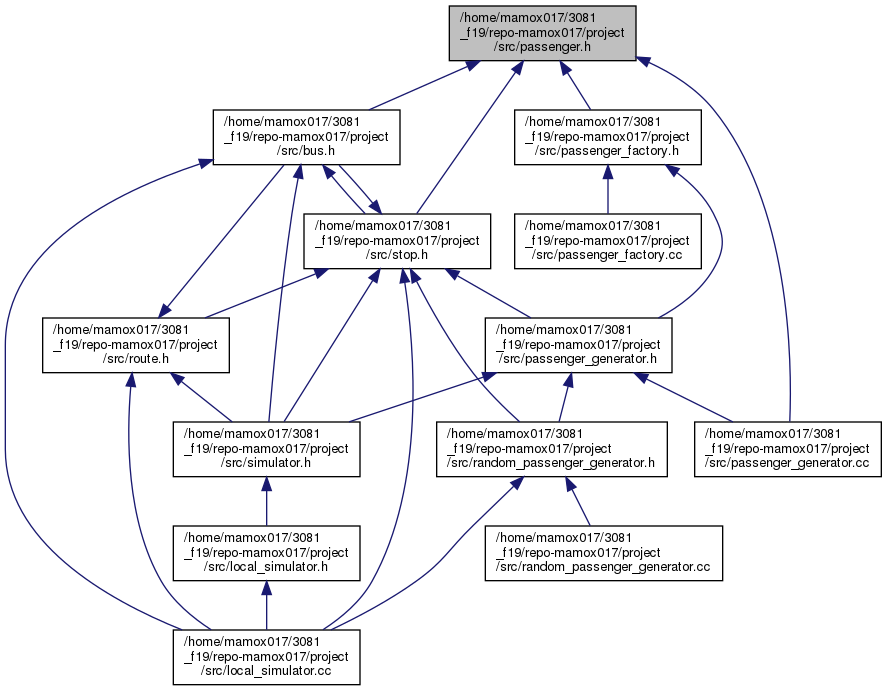 /home/mamox017/3081
_f19/repo-mamox017/project
/src/passenger.h
/home/mamox017/3081
_f19/repo-mamox017/project
/src/bus.h
/home/mamox017/3081
_f19/repo-mamox017/project
/src/passenger_factory.h
/home/mamox017/3081
_f19/repo-mamox017/project
/src/stop.h
/home/mamox017/3081
_f19/repo-mamox017/project
/src/passenger_factory.cc
/home/mamox017/3081
_f19/repo-mamox017/project
/src/route.h
/home/mamox017/3081
_f19/repo-mamox017/project
/src/passenger_generator.h
/home/mamox017/3081
_f19/repo-mamox017/project
/src/simulator.h
/home/mamox017/3081
_f19/repo-mamox017/project
/src/random_passenger_generator.h
/home/mamox017/3081
_f19/repo-mamox017/project
/src/passenger_generator.cc
/home/mamox017/3081
_f19/repo-mamox017/project
/src/local_simulator.h
/home/mamox017/3081
_f19/repo-mamox017/project
/src/random_passenger_generator.cc
/home/mamox017/3081
_f19/repo-mamox017/project
/src/local_simulator.cc